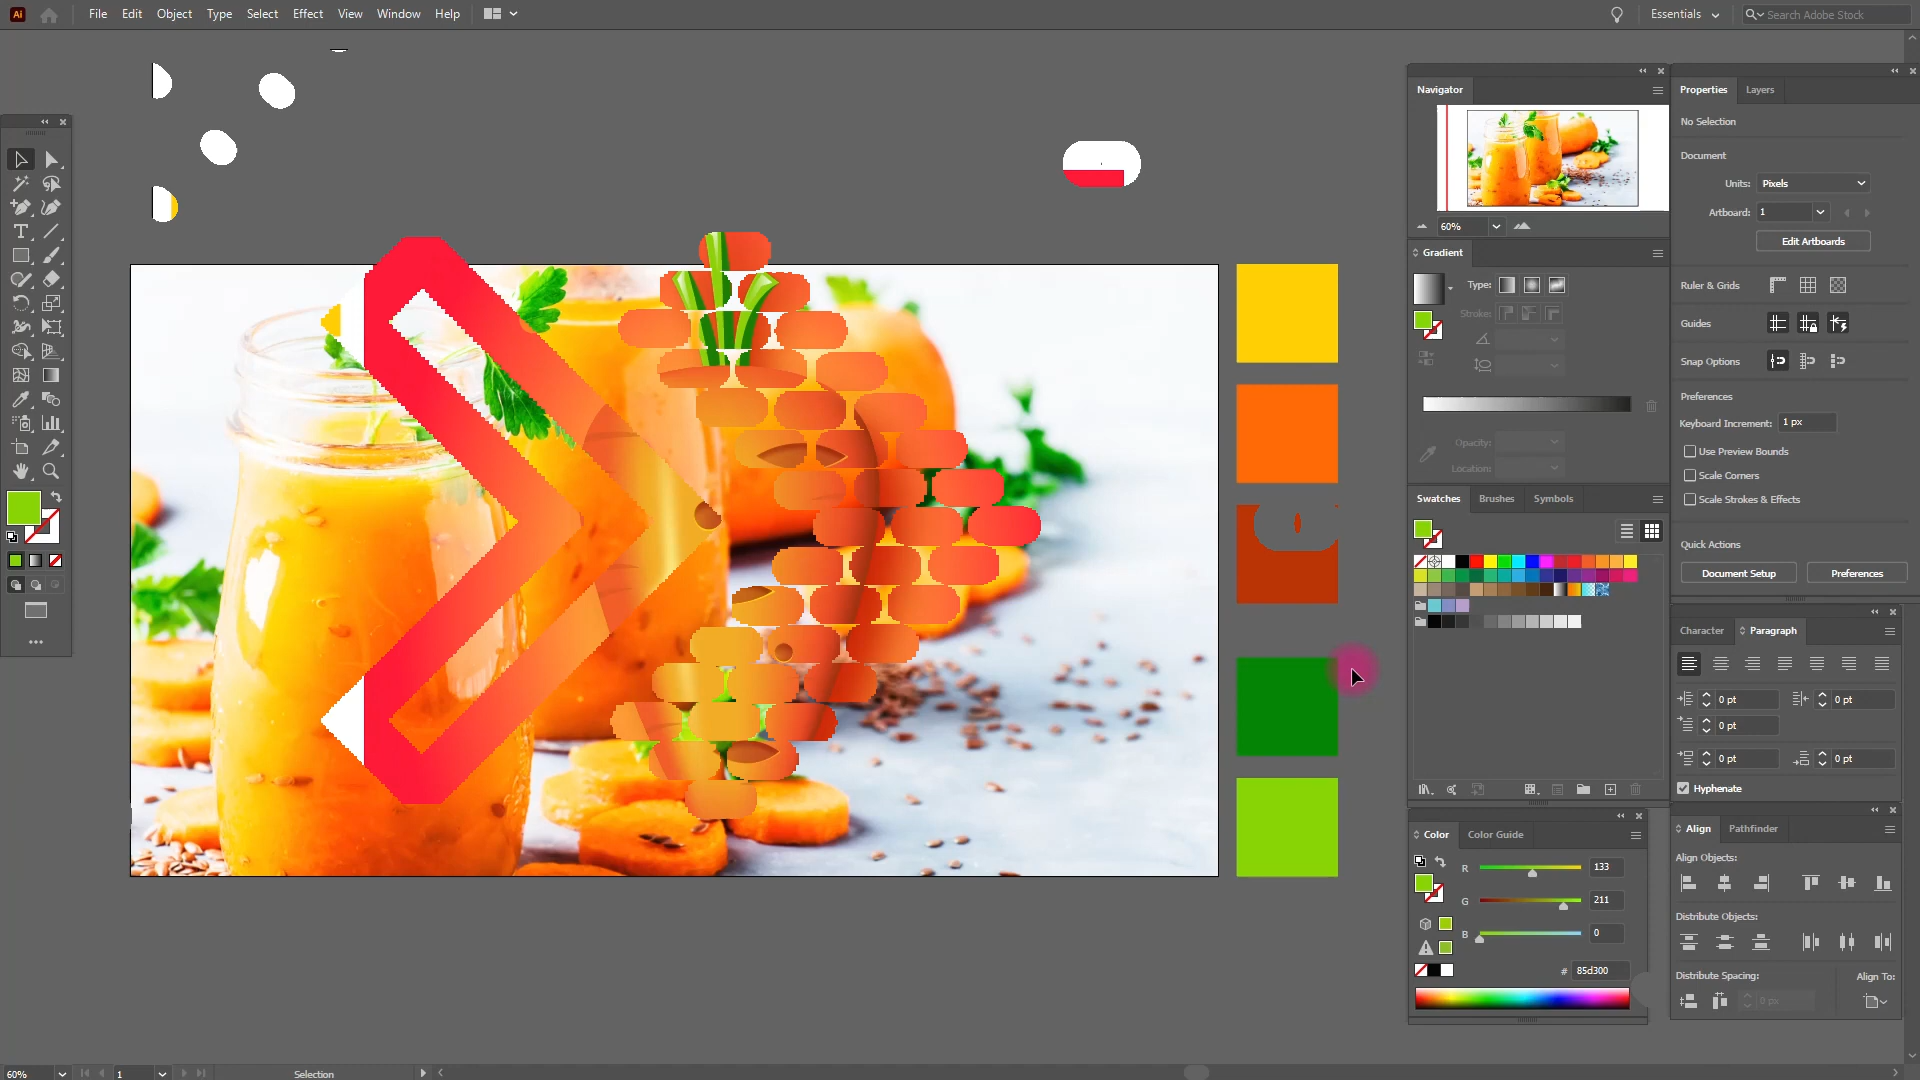 Ai File Edit Object Type Select Effect View Window Help Essentials Search Adobe Stock
Navigator
60%
Gradient
Type:
Stroke:
Opacity:
Location:
Swatches Brushes Symbols
Color Color Guide
R 133
G 211
B 0
# 85d300
Properties Layers
No Selection
Document
Units: Pixels
Artboard: 1
Edit Artboards
Ruler & Grids
Guides
Snap Options
Preferences
Keyboard Increment: 1 px
Use Preview Bounds
Scale Corners
Scale Strokes & Effects
Quick Actions
Document Setup Preferences
Character Paragraph
0 pt 0 pt
0 pt
0 pt 0 pt
Hyphenate
Align Pathfinder
Align Objects:
Distribute Objects:
Distribute Spacing: Align To:
0 px
60% 1 Selection